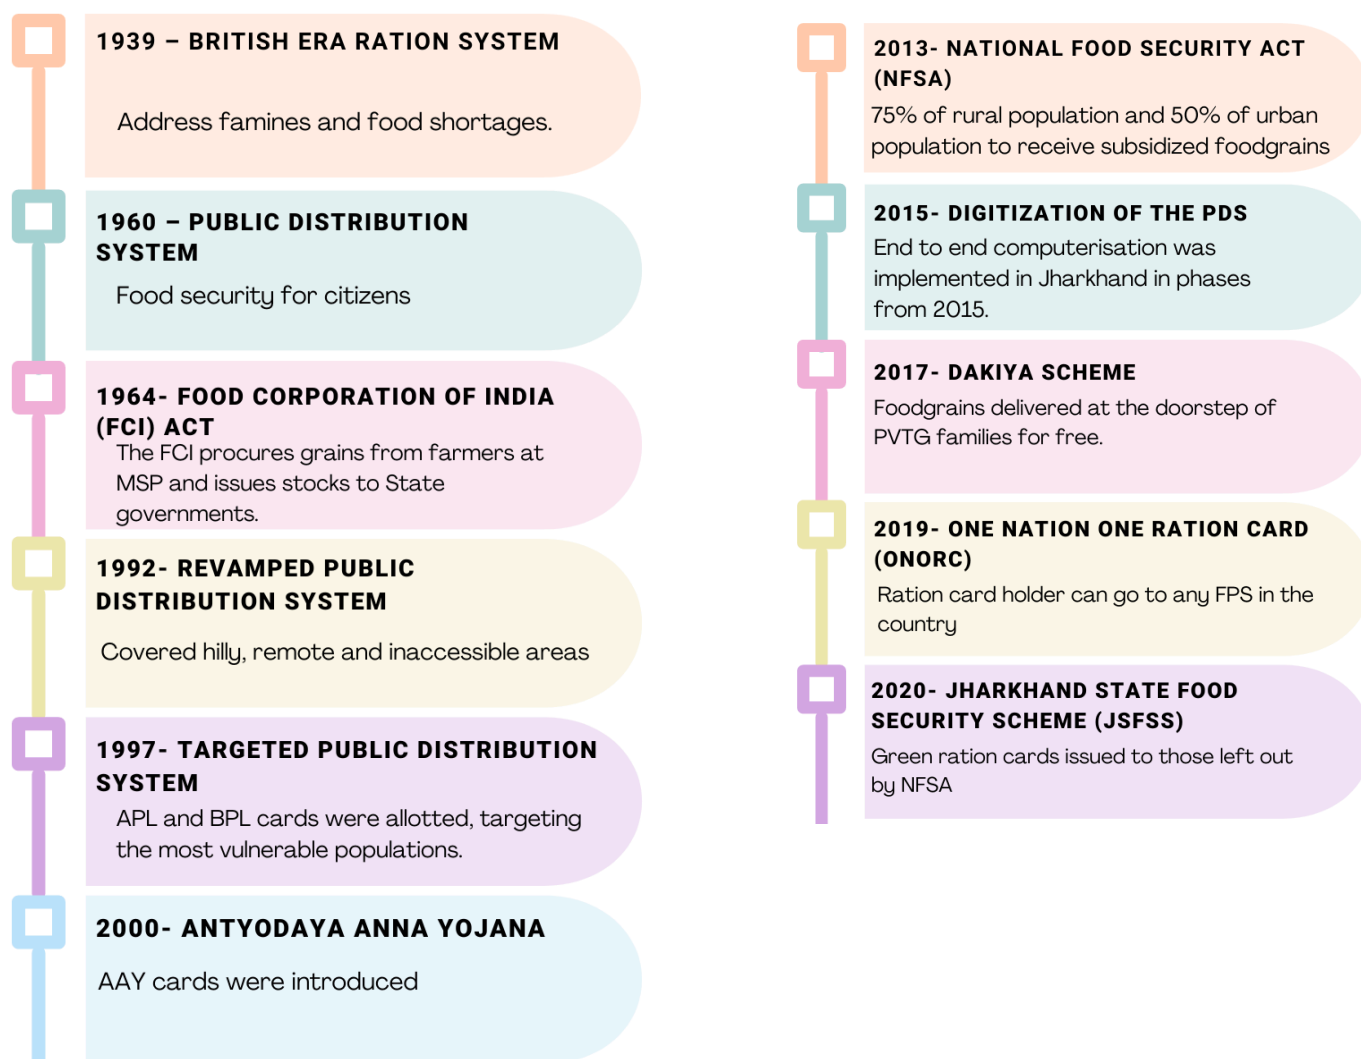 1939 – BRITISH ERA RATION SYSTEM
Address famines and food shortages.
1960 – PUBLIC DISTRIBUTION
SYSTEM
Food security for citizens
1964- FOOD CORPORATION OF INDIA
(FCI) ACT
The FCI procures grains from farmers at
MSP and issues stocks to State
governments.
1992- REVAMPED PUBLIC
DISTRIBUTION SYSTEM
Covered hilly, remote and inaccessible areas
1997- TARGETED PUBLIC DISTRIBUTION
SYSTEM
APL and BPL cards were allotted, targeting
the most vulnerable populations.
2000- ANTYODAYA ANNA YOJANA
AAY cards were introduced
2013- NATIONAL FOOD SECURITY ACT
(NFSA)
75% of rural population and 50% of urban
population to receive subsidized foodgrains
2015- DIGITIZATION OF THE PDS
End to end computerisation was
implemented in Jharkhand in phases
from 2015.
2017- DAKIYA SCHEME
Foodgrains delivered at the doorstep of
PVTG families for free.
2019- ONE NATION ONE RATION CARD
(ONORC)
Ration card holder can go to any FPS in the
country
2020- JHARKHAND STATE FOOD
SECURITY SCHEME (JSFSS)
Green ration cards issued to those left out
by NFSA